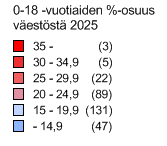 0-18 -vuotiaiden %-osuus
väestöstä 2025
35 - (3)
30 - 34,9 (5)
25 - 29,9 (22)
20 - 24,9 (89)
15 - 19,9 (131)
- 14,9 (47)